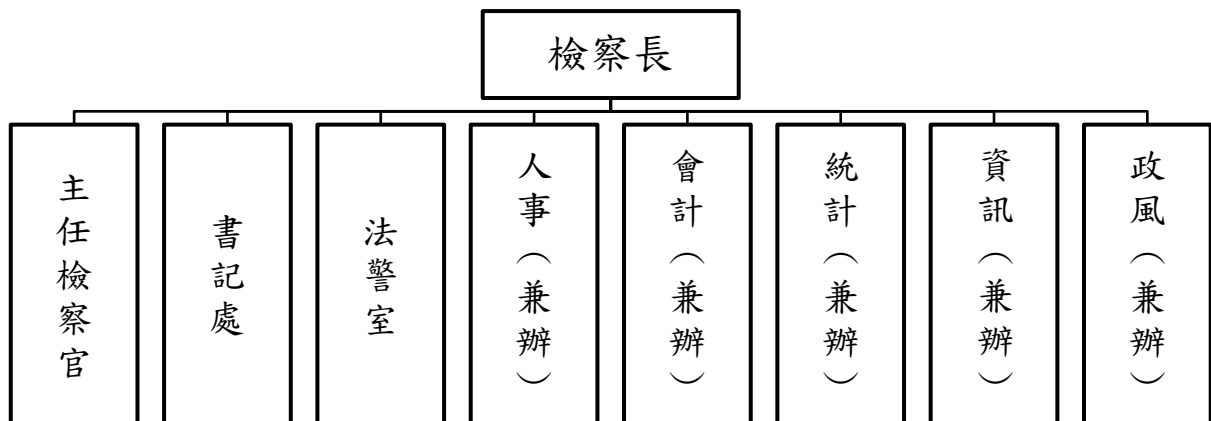 檢察長
主任檢察官
書記處
法警室
人事（兼辦）
會計（兼辦）
統計（兼辦）
資訊（兼辦）
政風（兼辦）